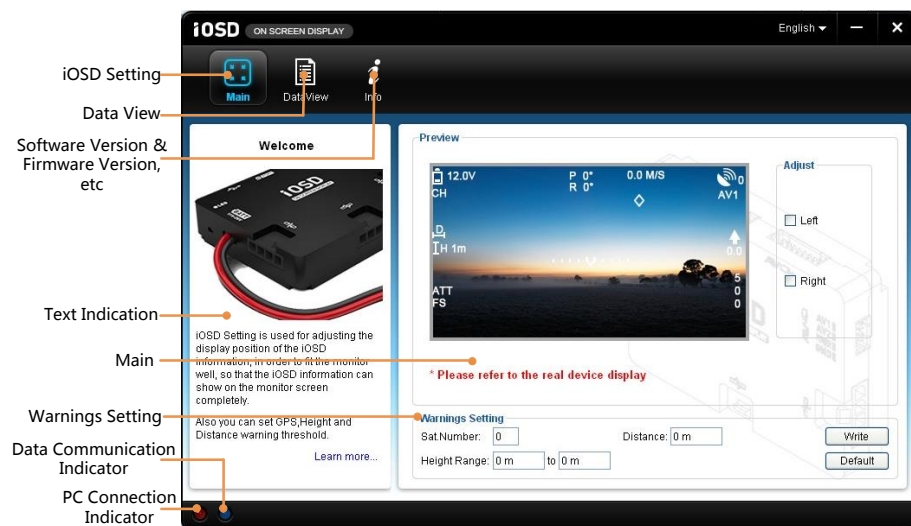 iOSD ON SCREEN DISPLAY
English
Main
DataView
Info
iOSD Setting
Data View
Software Version &
Firmware Version,
etc
Text Indication
Main
Warnings Setting
Data Communication
Indicator
PC Connection
Indicator
Welcome
iOSD
iOSD Setting is used for adjusting the
display position of the iOSD
information, in order to fit the monitor
well, so that the iOSD information can
show on the monitor screen
completely.
Also you can set GPS,Height and
Distance warning threshold.
Learn more...
Preview
12.0V
P 0°
0.0 M/S
0
CH
R 0°
AV1
D
H 1m
0.0
5
ATT
0
FS
0
* Please refer to the real device display
Adjust
Left
Right
Warnings Setting
Sat.Number: 0
Distance: 0 m
Write
Height Range: 0 m to 0 m
Default